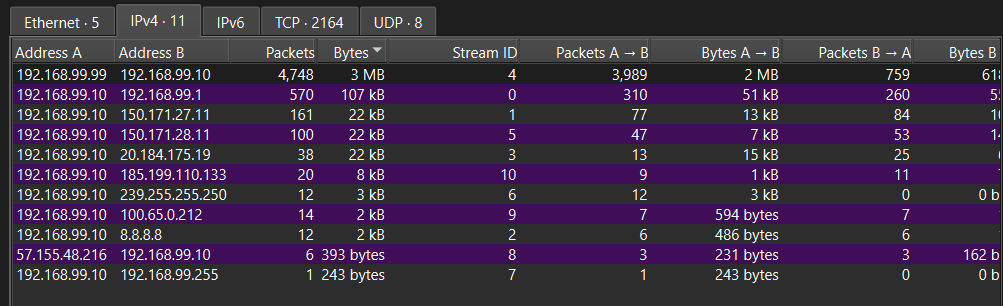 Ethernet · 5 IPv4 · 11 IPv6 TCP · 2164 UDP · 8
Address A Address B Packets Bytes Stream ID Packets A → B Bytes A → B Packets B → A Bytes B
192.168.99.99 192.168.99.10 4,748 3 MB 4 3,989 2 MB 759 618
192.168.99.10 192.168.99.1 570 107 kB 0 310 51 kB 260
192.168.99.10 150.171.27.11 161 22 kB 1 77 13 kB 84
192.168.99.10 150.171.28.11 100 22 kB 5 47 7 kB 53
192.168.99.10 20.184.175.19 38 22 kB 3 13 15 kB 25
192.168.99.10 185.199.110.133 20 8 kB 10 9 1 kB 11
192.168.99.10 239.255.255.250 12 3 kB 6 12 3 kB 0 0 b
192.168.99.10 100.65.0.212 14 2 kB 9 7 594 bytes 7
192.168.99.10 8.8.8.8 12 2 kB 2 6 486 bytes 6
57.155.48.216 192.168.99.10 6 393 bytes 8 3 231 bytes 3 162 b
192.168.99.10 192.168.99.255 1 243 bytes 7 1 243 bytes 0 0 b